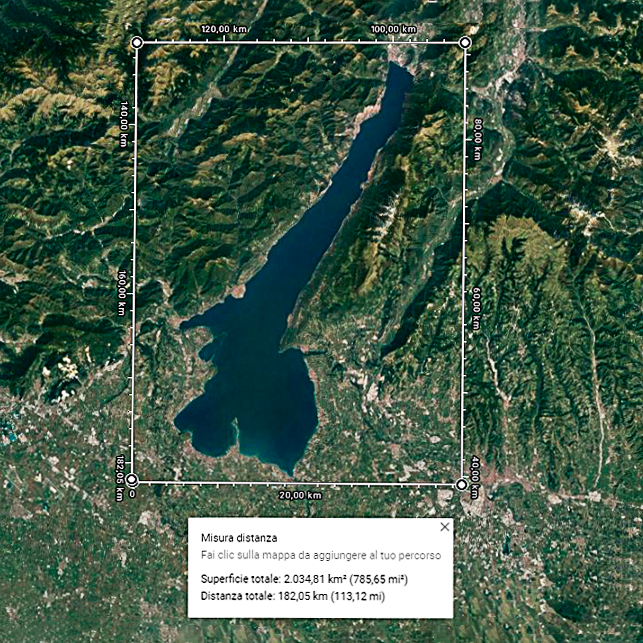 120,00 km
100,00 km
140,00 km
80,00 km
160,00 km
60,00 km
182,05 km
40,00 km
0
20,00 km
Misura distanza
Fai clic sulla mappa da aggiungere al tuo percorso
Superficie totale: 2.034,81 km² (785,65 mi²)
Distanza totale: 182,05 km (113,12 mi)